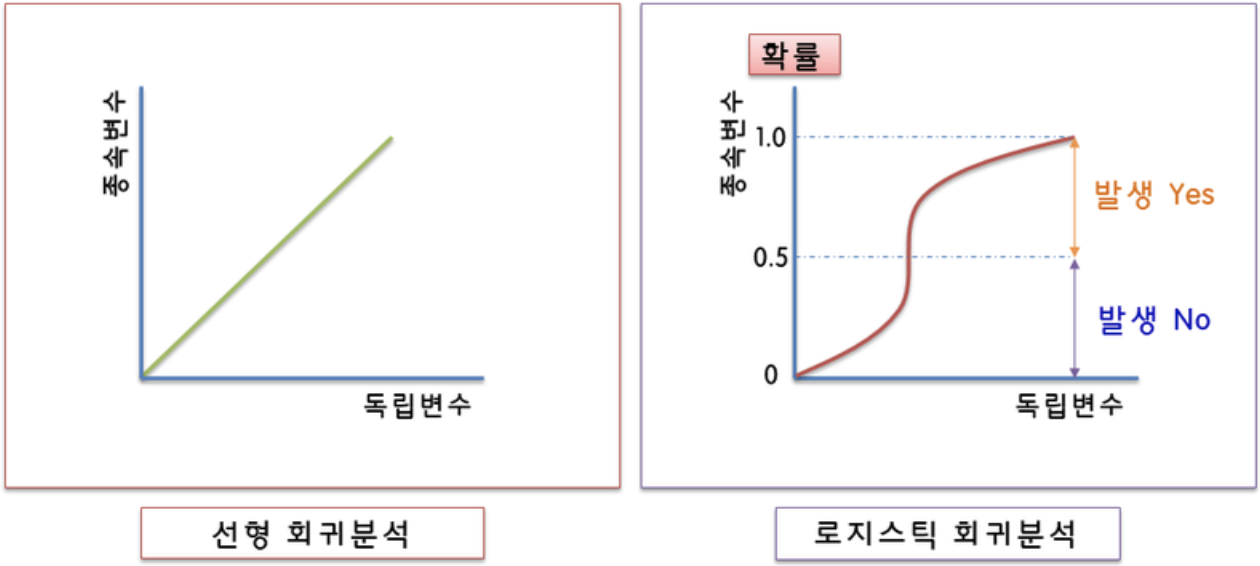 종속변수
독립변수
선형 회귀분석
확률
종속변수
1.0
0.5
0
발생 Yes
발생 No
독립변수
로지스틱 회귀분석